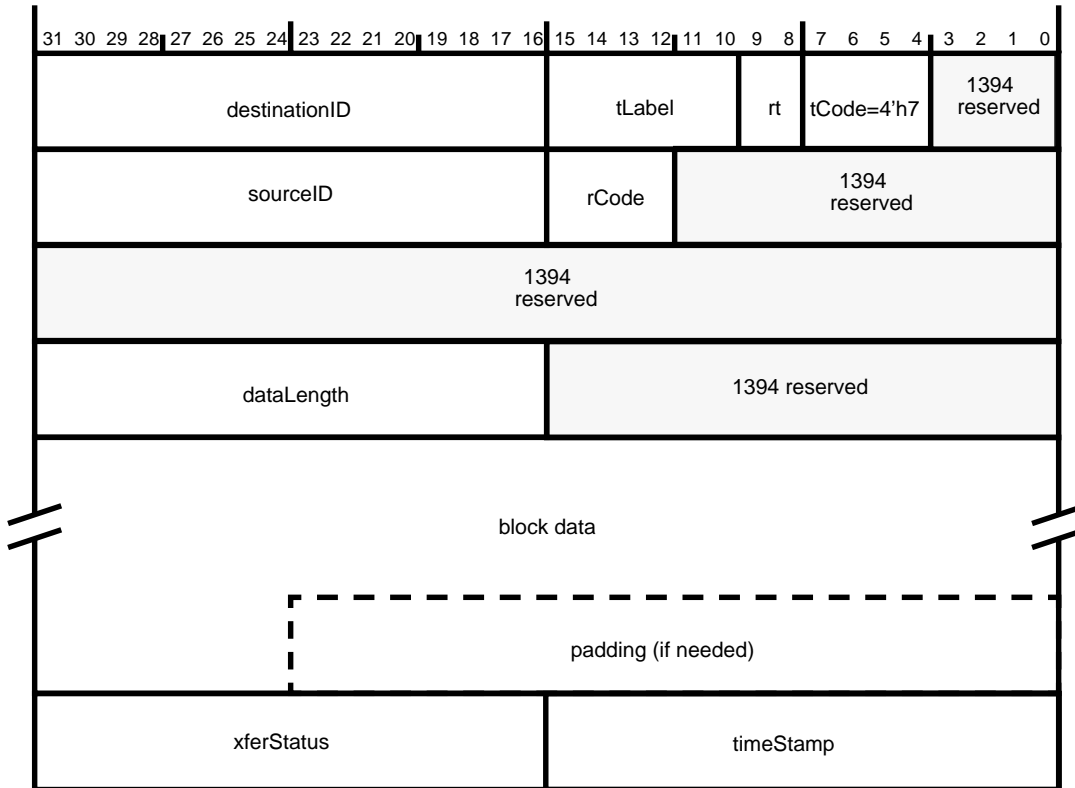 31 30 29 28 27 26 25 24 23 22 21 20 19 18 17 16 15 14 13 12 11 10 9 8 7 6 5 4 3 2 1 0
destinationID tLabel rt tCode=4'h7 1394
reserved
sourceID rCode 1394
reserved
1394
reserved
dataLength 1394 reserved
block data
padding (if needed)
xferStatus timeStamp